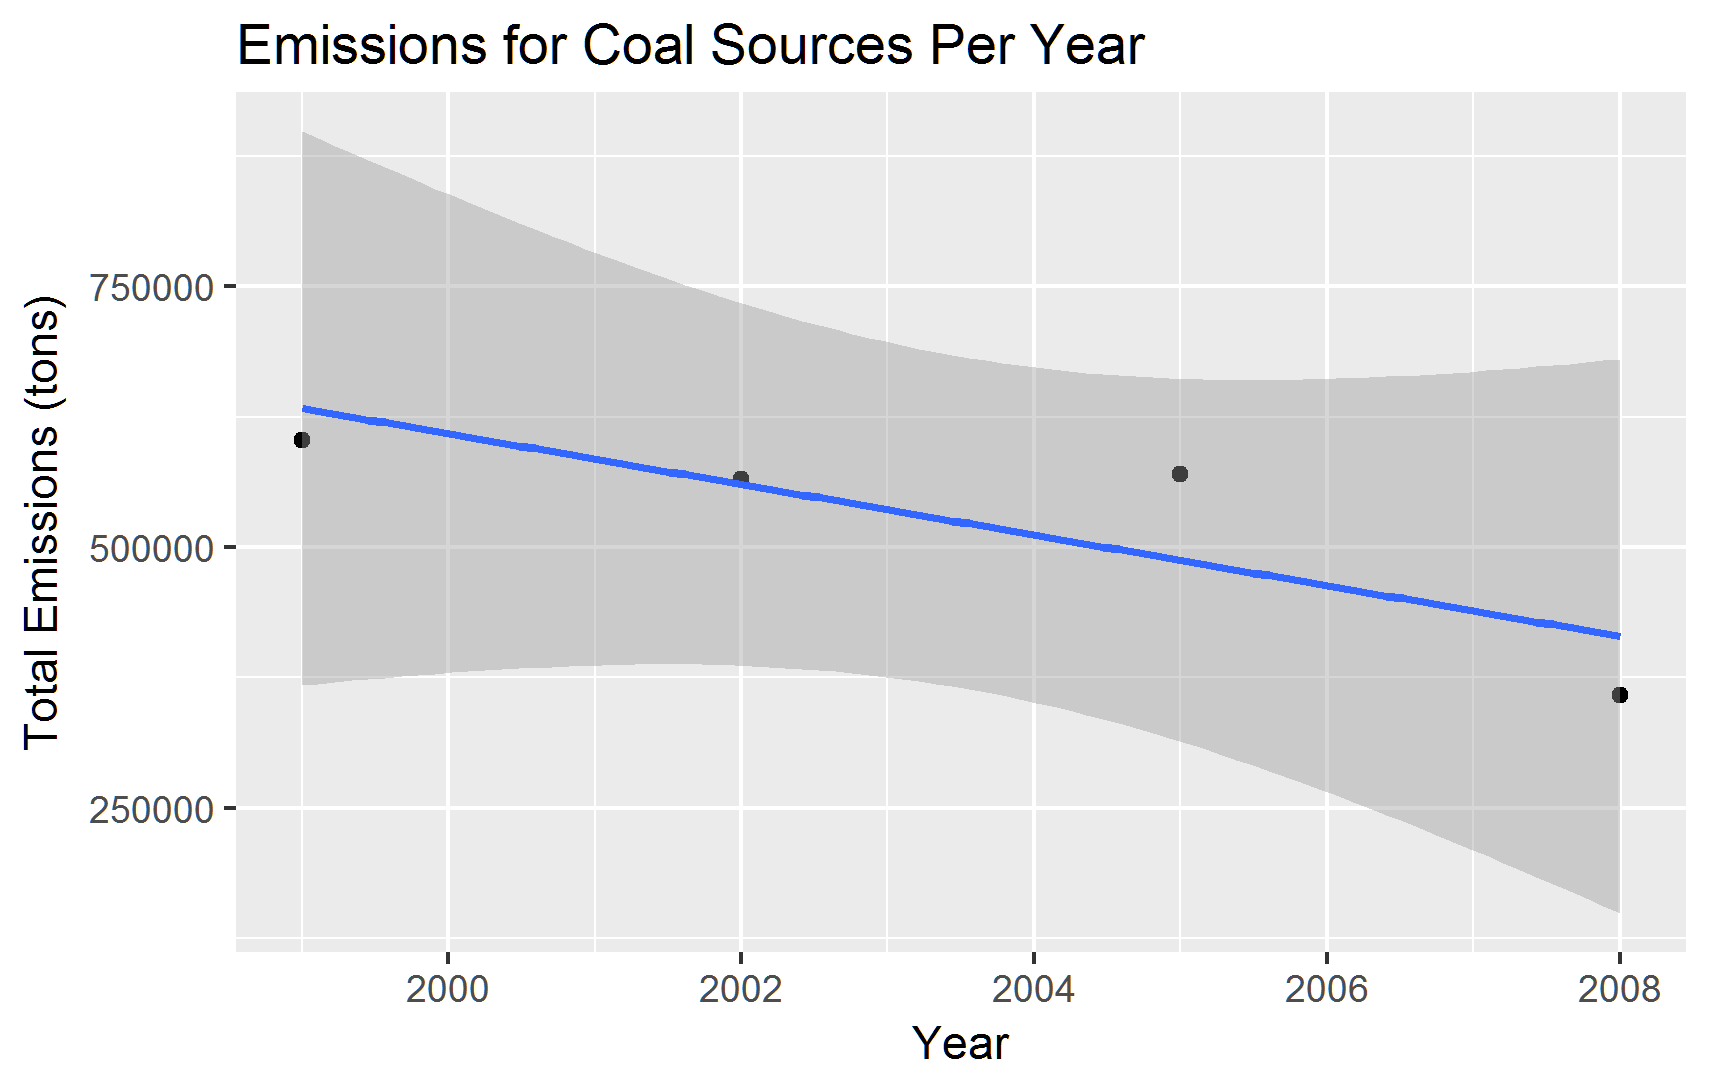 Emissions for Coal Sources Per Year
Total Emissions (tons)
750000
500000
250000
2000 2002 2004 2006 2008
Year